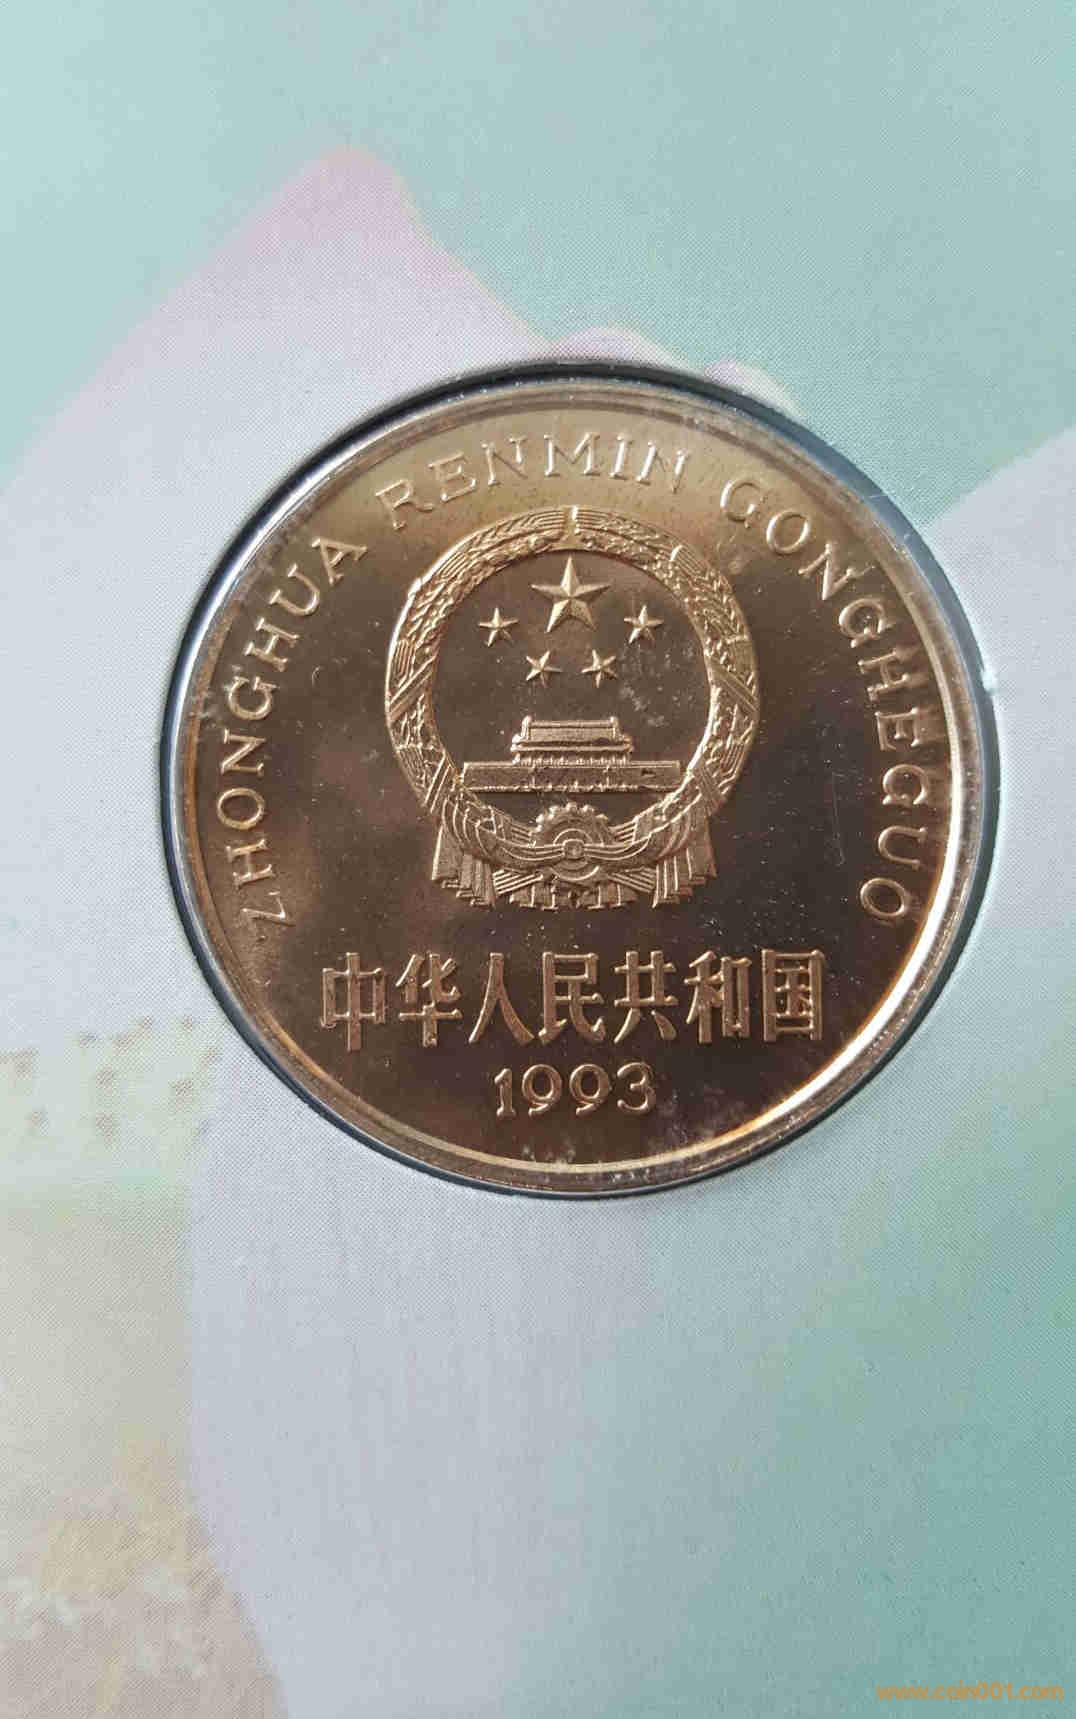 ZHONGHUA RENMIN GONGHEGUO
中华人民共和国
1993
www.coin001.com